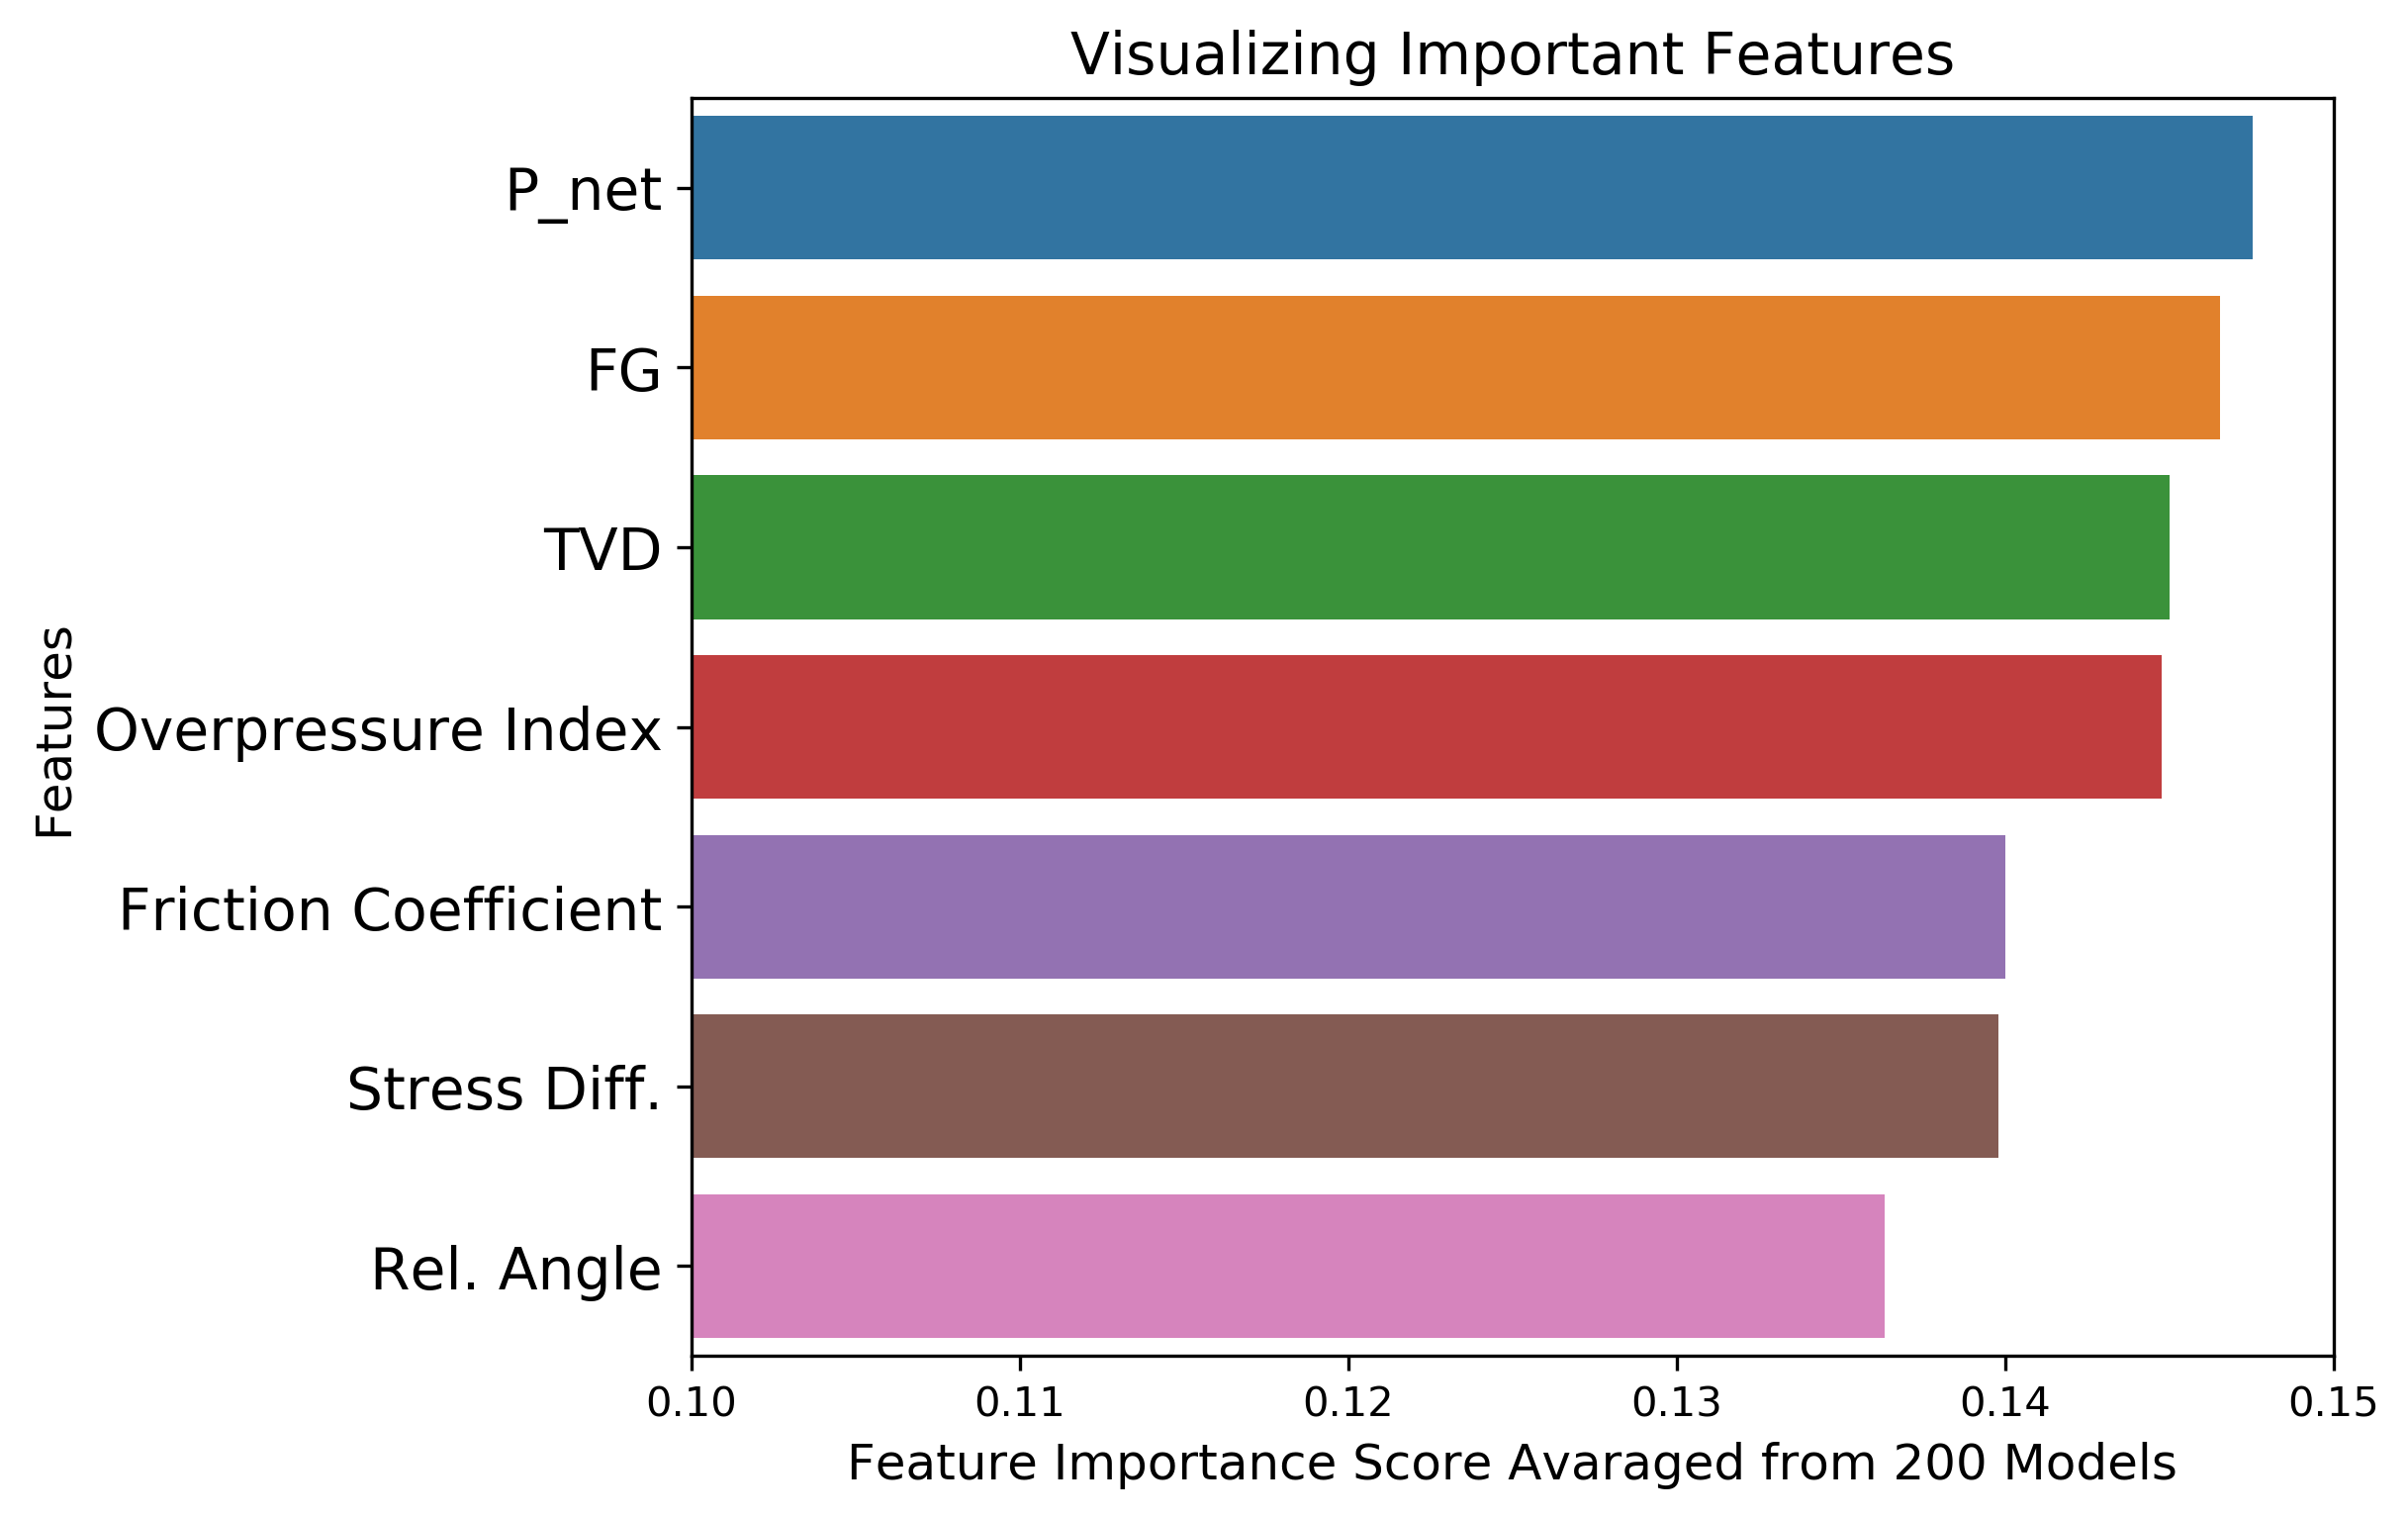 Visualizing Important Features
P_net
FG
TVD
Overpressure Index
Friction Coefficient
Stress Diff.
Rel. Angle
Features
0.10 0.11 0.12 0.13 0.14 0.15
Feature Importance Score Avaraged from 200 Models